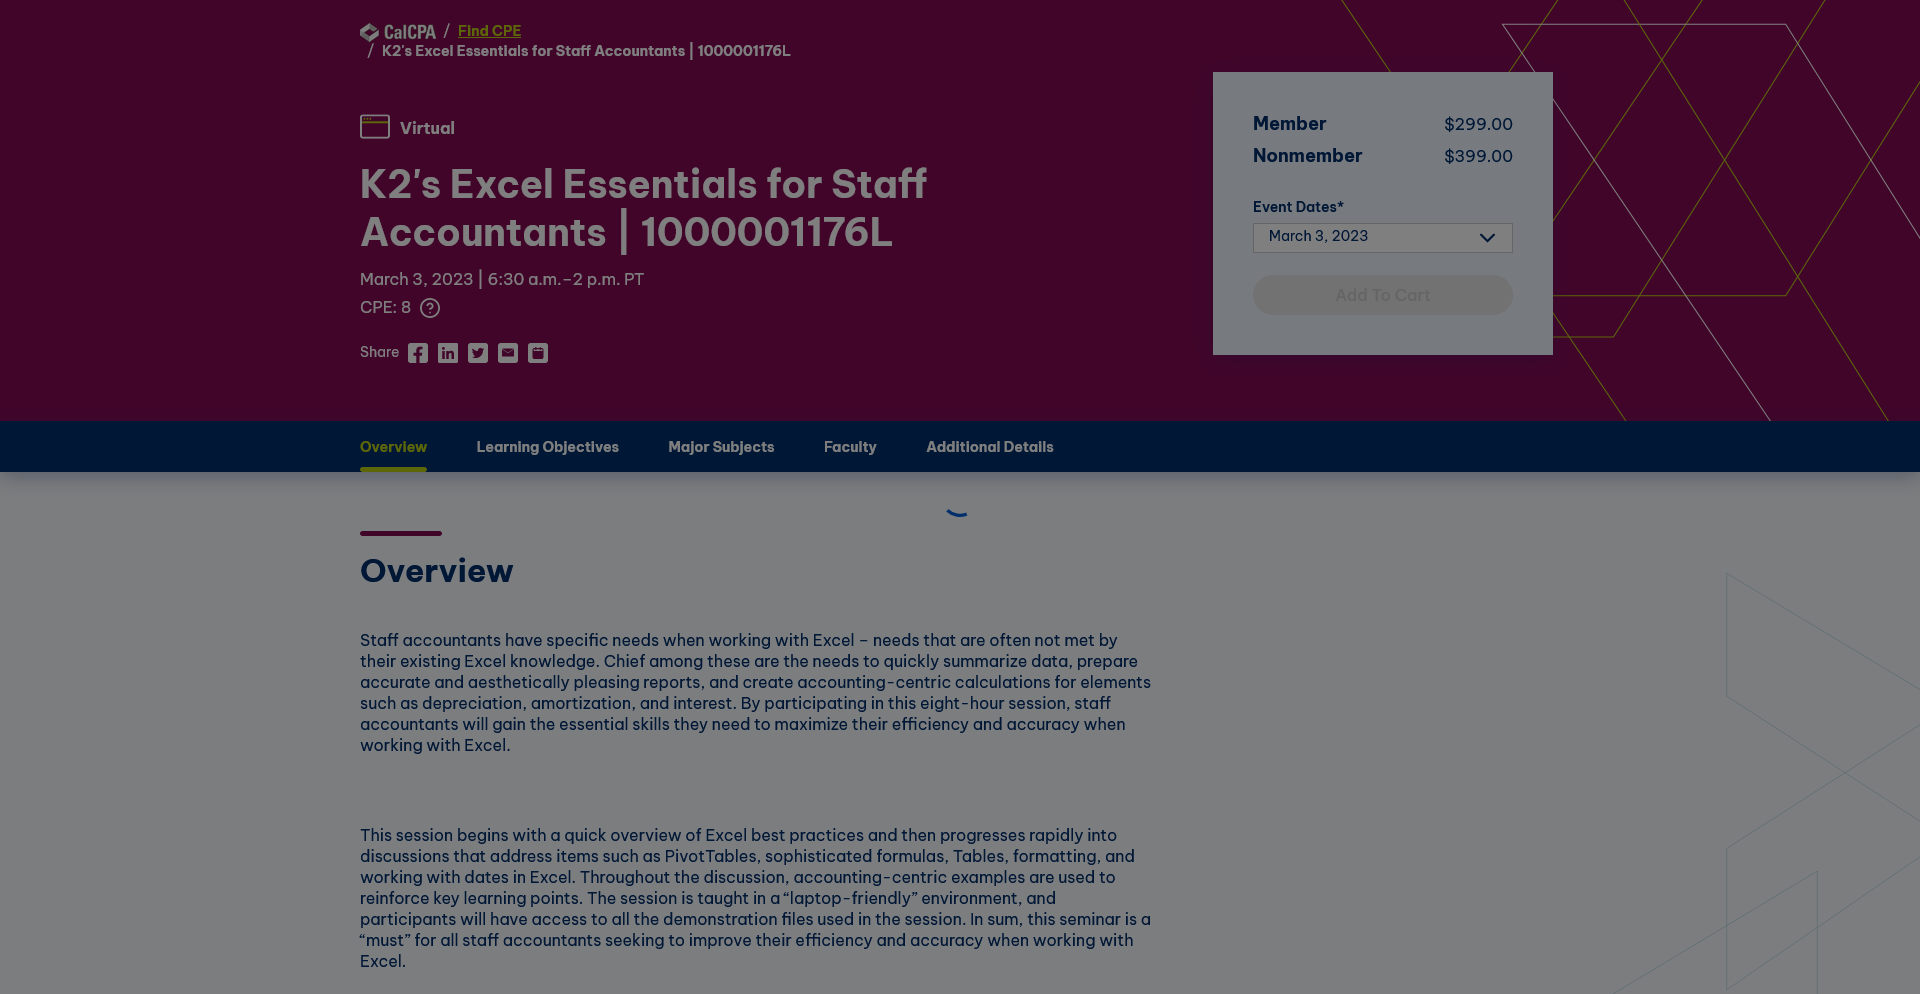 CalCPA / Find CPE
/ K2's Excel Essentials for Staff Accountants | 1000001176L
Virtual
K2's Excel Essentials for Staff
Accountants | 1000001176L
March 3, 2023 | 6:30 a.m.–2 p.m. PT
CPE: 8 ?
Share
Member $299.00
Nonmember $399.00
Event Dates*
March 3, 2023
Add To Cart
Overview Learning Objectives Major Subjects Faculty Additional Details
Overview
Staff accountants have specific needs when working with Excel – needs that are often not met by
their existing Excel knowledge. Chief among these are the needs to quickly summarize data, prepare
accurate and aesthetically pleasing reports, and create accounting-centric calculations for elements
such as depreciation, amortization, and interest. By participating in this eight-hour session, staff
accountants will gain the essential skills they need to maximize their efficiency and accuracy when
working with Excel.
This session begins with a quick overview of Excel best practices and then progresses rapidly into
discussions that address items such as PivotTables, sophisticated formulas, Tables, formatting, and
working with dates in Excel. Throughout the discussion, accounting-centric examples are used to
reinforce key learning points. The session is taught in a “laptop-friendly” environment, and
participants will have access to all the demonstration files used in the session. In sum, this seminar is a
“must” for all staff accountants seeking to improve their efficiency and accuracy when working with
Excel.